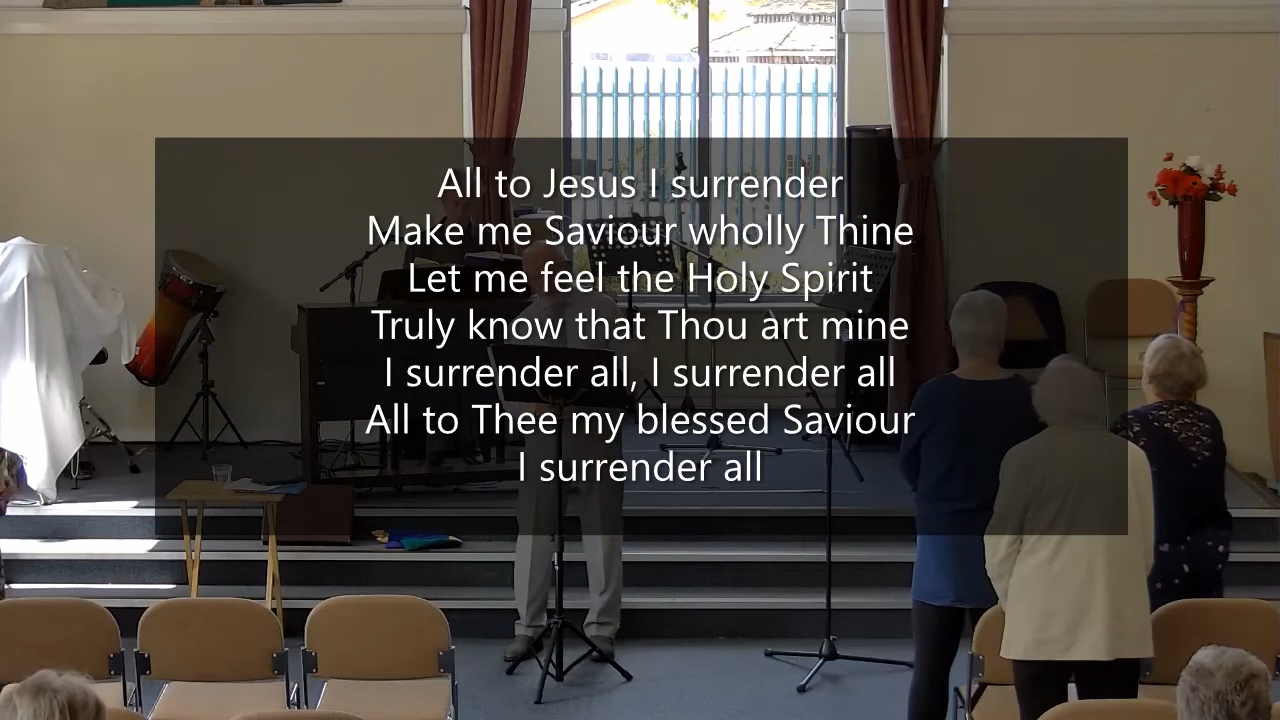 All to Jesus I surrender
Make me Saviour wholly Thine
Let me feel the Holy Spirit
Truly know that Thou art mine
I surrender all, I surrender all
All to Thee my blessed Saviour
I surrender all